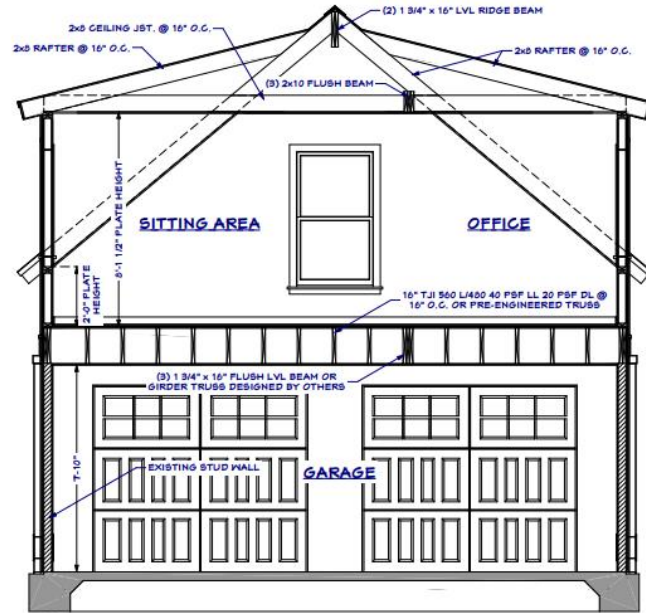 (2) 1 3/4" x 16" LVL RIDGE BEAM
2x8 CEILING JST. @ 16" O.C.
2x8 RAFTER @ 16" O.C.
2x8 RAFTER @ 16" O.C.
(3) 2x10 FLUSH BEAM
8'-1 1/2" PLATE HEIGHT
SITTING AREA
OFFICE
2'-0" PLATE
HEIGHT
16" TJI 560 L/480 40 PSF LL 20 PSF DL @
16" O.C. OR PRE-ENGINEERED TRUSS
(3) 1 3/4" x 16" FLUSH LVL BEAM OR
GIRDER TRUSS DESIGNED BY OTHERS
7'-10"
EXISTING STUD WALL
GARAGE